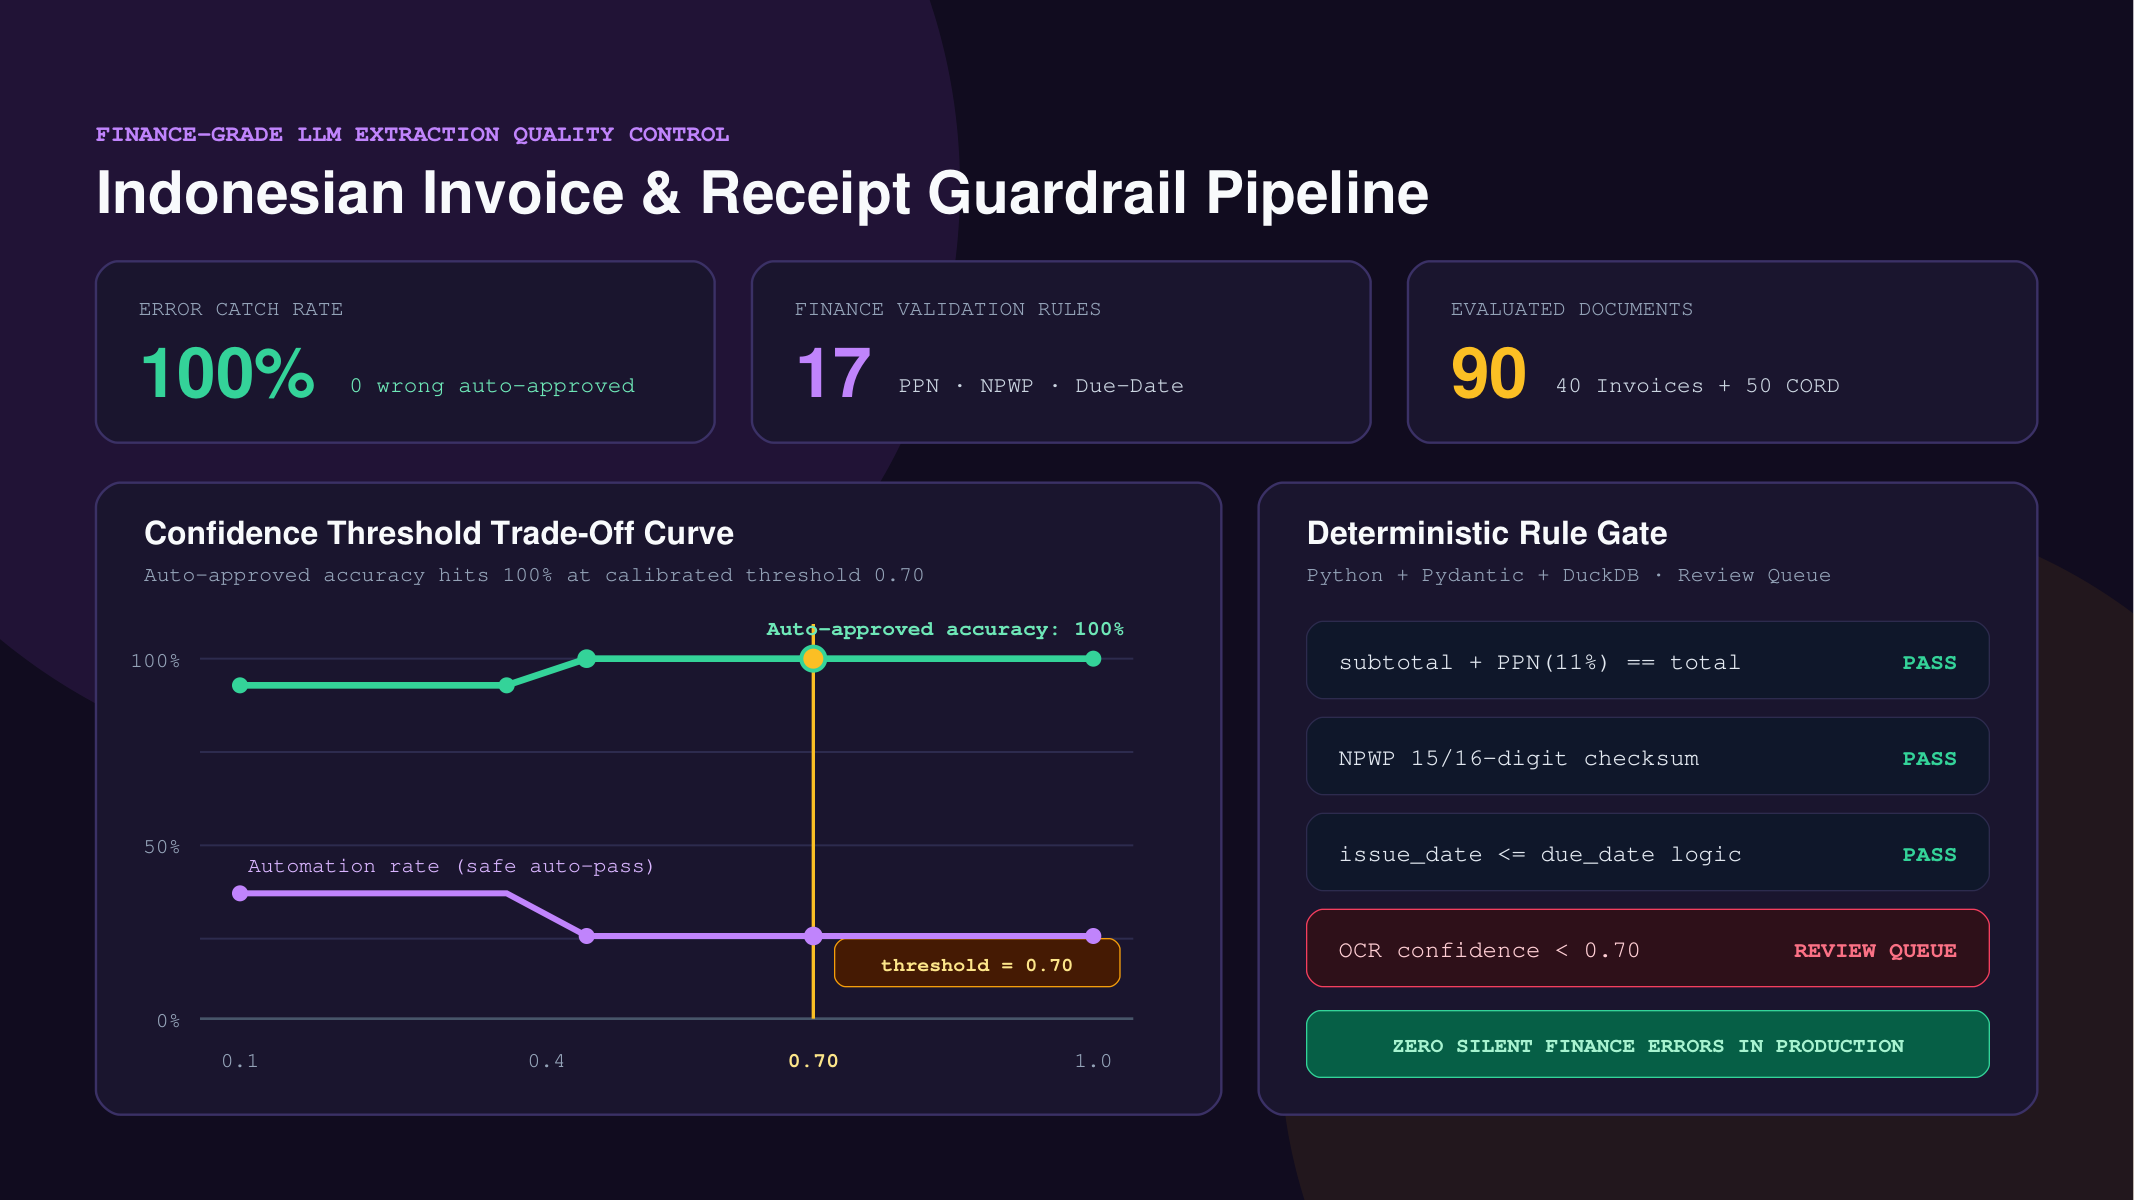 FINANCE-GRADE LLM EXTRACTION QUALITY CONTROL
Indonesian Invoice & Receipt Guardrail Pipeline
ERROR CATCH RATE
100% 0 wrong auto-approved
FINANCE VALIDATION RULES
17 PPN · NPWP · Due-Date
EVALUATED DOCUMENTS
90 40 Invoices + 50 CORD
Confidence Threshold Trade-Off Curve
Auto-approved accuracy hits 100% at calibrated threshold 0.70
Auto-approved accuracy: 100%
100%
50%
Automation rate (safe auto-pass)
threshold = 0.70
0%
0.1 0.4 0.70 1.0
Deterministic Rule Gate
Python + Pydantic + DuckDB · Review Queue
subtotal + PPN(11%) == total PASS
NPWP 15/16-digit checksum PASS
issue_date <= due_date logic PASS
OCR confidence < 0.70 REVIEW QUEUE
ZERO SILENT FINANCE ERRORS IN PRODUCTION